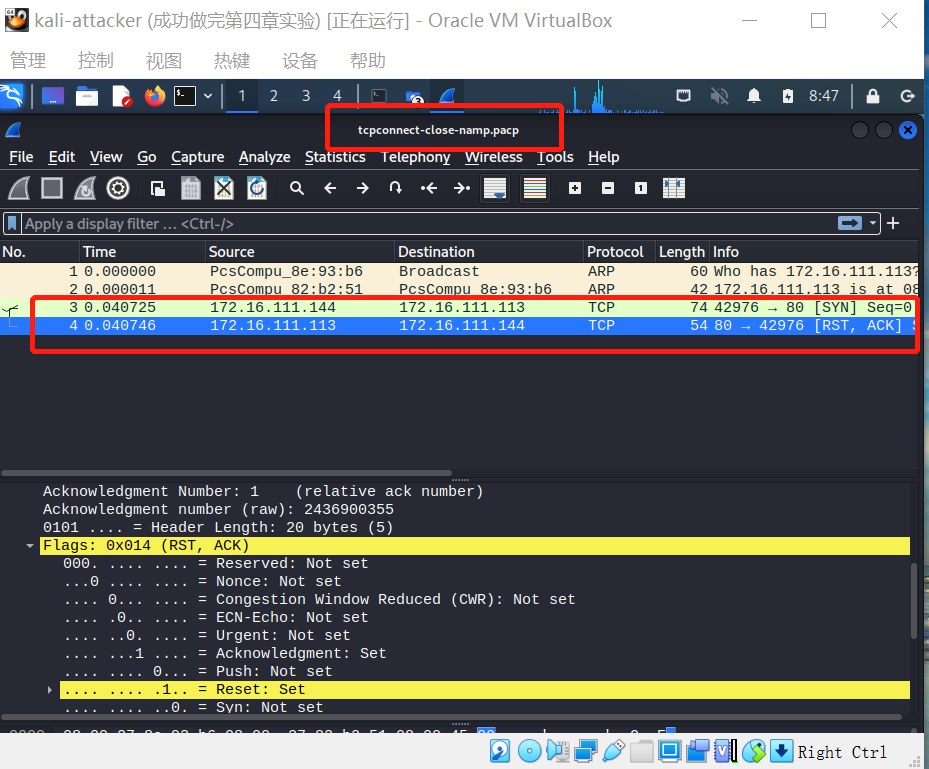 kali-attacker (成功做完第四章实验) [正在运行] - Oracle VM VirtualBox
管理 控制 视图 热键 设备 帮助
1 2 3 4 3 8:47
tcpconnect-close-namp.pacp
File Edit View Go Capture Analyze Statistics Telephony Wireless Tools Help
Apply a display filter ... <Ctrl-/>
No. Time Source Destination Protocol Length Info
1 0.000000 PcsCompu_8e:93:b6 Broadcast ARP 60 Who has 172.16.111.113?
2 0.000011 PcsCompu_82:b2:51 PcsCompu_8e:93:b6 ARP 42 172.16.111.113 is at 08
3 0.040725 172.16.111.144 172.16.111.113 TCP 74 42976 → 80 [SYN] Seq=0
4 0.040746 172.16.111.113 172.16.111.144 TCP 54 80 → 42976 [RST, ACK]
Acknowledgment Number: 1 (relative ack number)
Acknowledgment number (raw): 2436900355
0101 .... = Header Length: 20 bytes (5)
Flags: 0x014 (RST, ACK)
000. .... .... = Reserved: Not set
...0 .... .... = Nonce: Not set
.... 0... .... = Congestion Window Reduced (CWR): Not set
.... .0.. .... = ECN-Echo: Not set
.... ..0. .... = Urgent: Not set
.... ...1 .... = Acknowledgment: Set
.... .... 0... = Push: Not set
.... .... .1.. = Reset: Set
.... .... ..0. = Syn: Not set
Right Ctrl